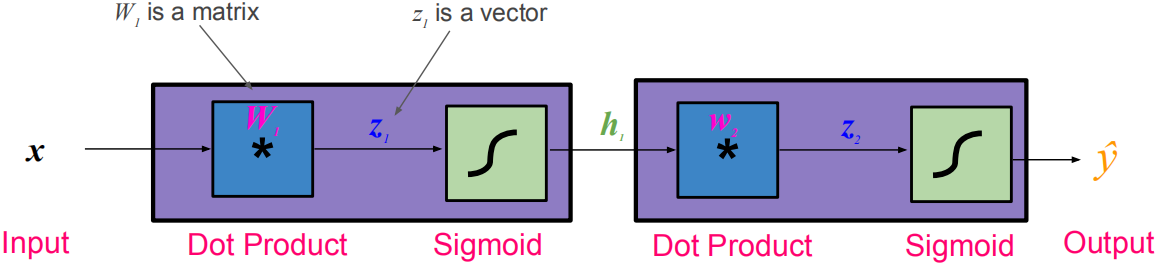 W₁ is a matrix
z₁ is a vector
x
W₁
*
z₁
h₁
w₂
*
z₂
ŷ
Input
Dot Product
Sigmoid
Dot Product
Sigmoid
Output